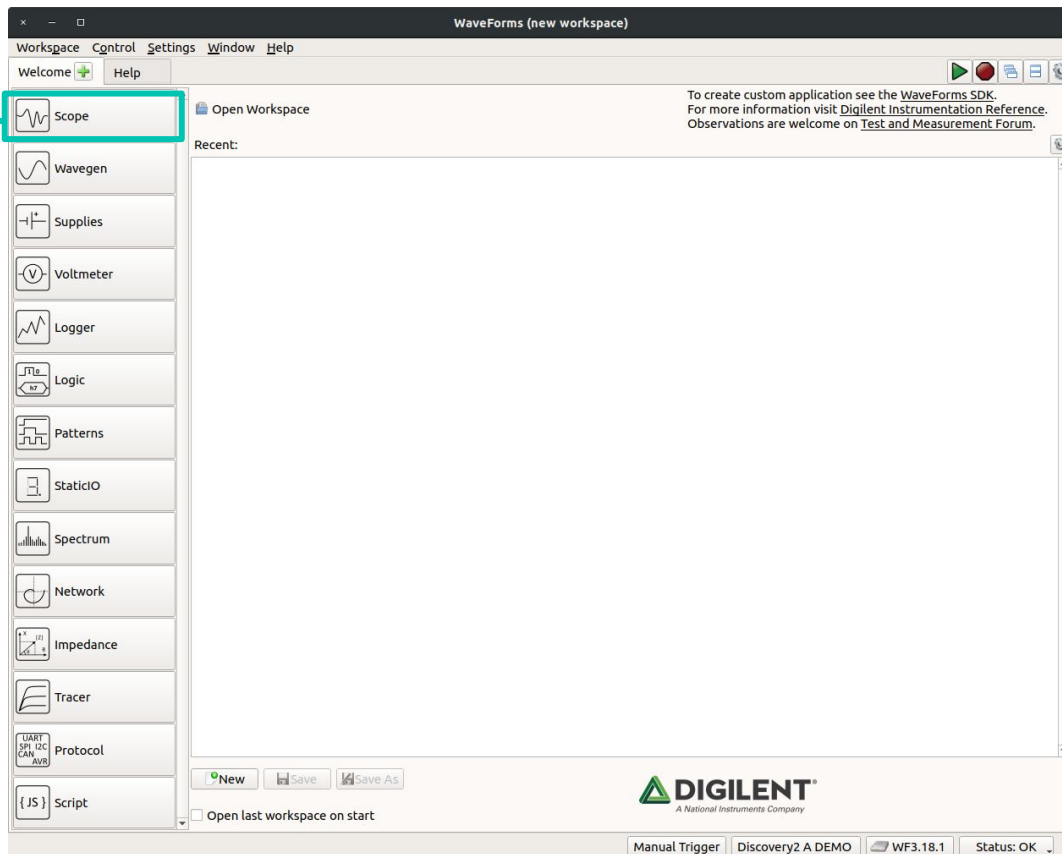 WaveForms (new workspace)
Workspace Control Settings Window Help
Welcome Help
Scope
Open Workspace
To create custom application see the WaveForms SDK.
For more information visit Digilent Instrumentation Reference.
Observations are welcome on Test and Measurement Forum.
Recent:
Wavegen
Supplies
V
Voltmeter
Logger
1 0
h7
Logic
Patterns
StaticIO
Spectrum
Network
X |Z|
Impedance
Tracer
UART
SPI I2C
CAN
AVR
Protocol
{ JS } Script
New Save Save As
Open last workspace on start
DIGILENT
A National Instruments Company
Manual Trigger Discovery2 A DEMO WF3.18.1 Status: OK